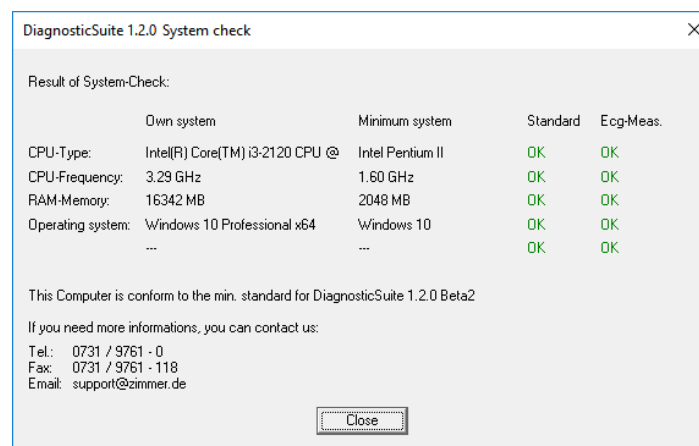 DiagnosticSuite 1.2.0 System check
Result of System-Check:
Own system Minimum system Standard Ecg-Meas.
CPU-Type: Intel(R) Core(TM) i3-2120 CPU @ Intel Pentium II OK OK
CPU-Frequency: 3.29 GHz 1.60 GHz OK OK
RAM-Memory: 16342 MB 2048 MB OK OK
Operating system: Windows 10 Professional x64 Windows 10 OK OK
--- --- OK OK
This Computer is conform to the min. standard for DiagnosticSuite 1.2.0 Beta2
If you need more informations, you can contact us:
Tel.: 0731 / 9761 - 0
Fax: 0731 / 9761 - 118
Email: support@zimmer.de
Close